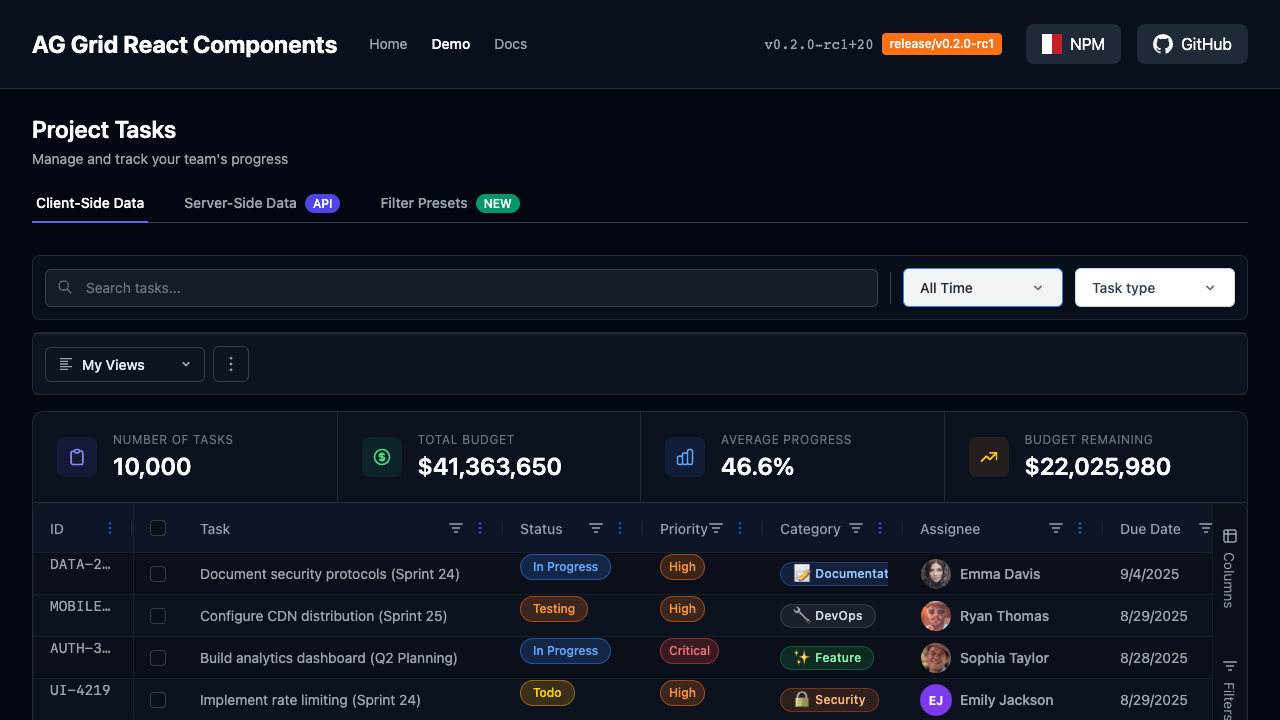 AG Grid React Components Home Demo Docs v0.2.0-rc1+20 release/v0.2.0-rc1 NPM GitHub
Project Tasks
Manage and track your team's progress
Client-Side Data Server-Side Data API Filter Presets NEW
Search tasks... All Time Task type
My Views
NUMBER OF TASKS TOTAL BUDGET AVERAGE PROGRESS BUDGET REMAINING
10,000 $41,363,650 46.6% $22,025,980
ID Task Status Priority Category Assignee Due Date
DATA-2… Document security protocols (Sprint 24) In Progress High Documentat Emma Davis 9/4/2025
MOBILE… Configure CDN distribution (Sprint 25) Testing High DevOps Ryan Thomas 8/29/2025
AUTH-3… Build analytics dashboard (Q2 Planning) In Progress Critical Feature Sophia Taylor 8/28/2025
UI-4219 Implement rate limiting (Sprint 24) Todo High Security EJ Emily Jackson 8/29/2025
Columns
Filters